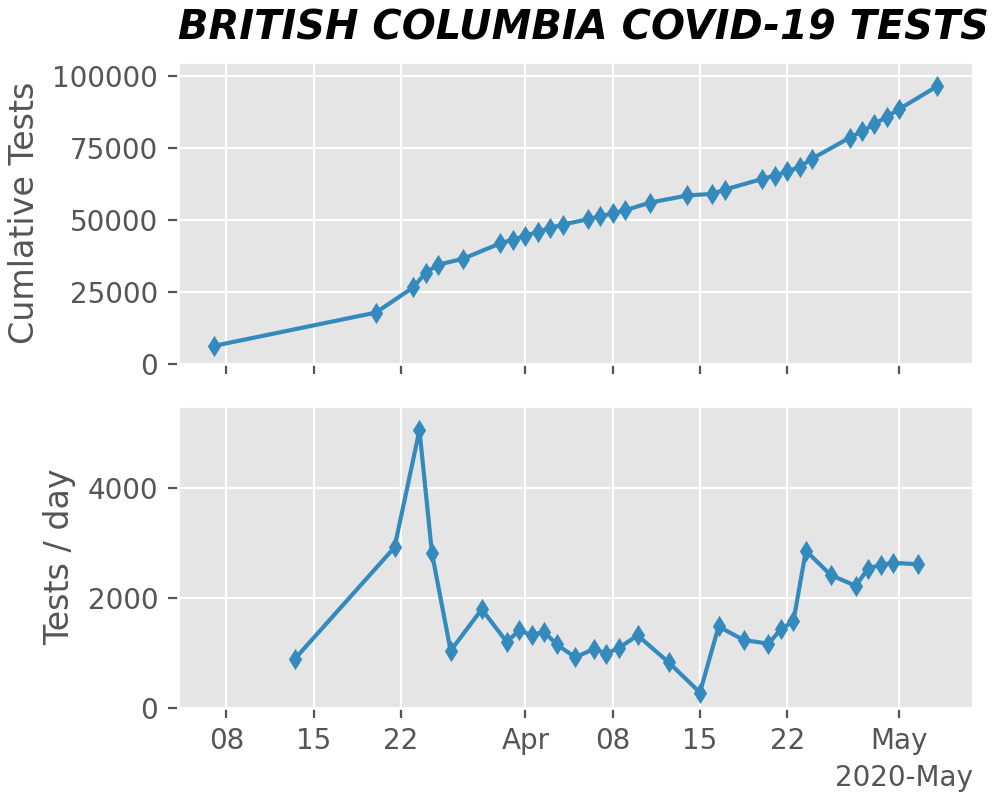 BRITISH COLUMBIA COVID-19 TESTS
100000
75000
50000
25000
0
Cumlative Tests
4000
2000
0
Tests / day
08 15 22 Apr 08 15 22 May
2020-May